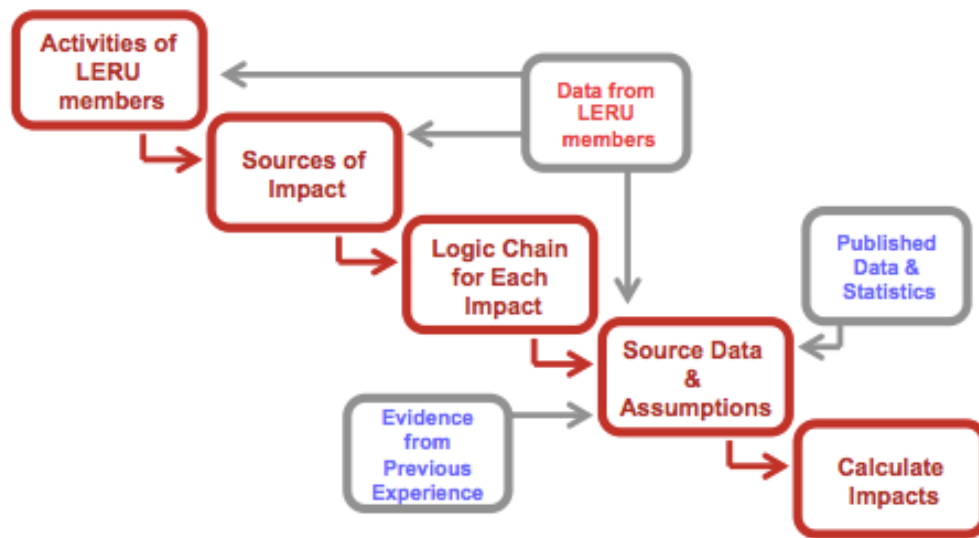 Activities of
LERU
members
Data from
LERU
members
Sources of
Impact
Logic Chain
for Each
Impact
Published
Data &
Statistics
Source Data
&
Assumptions
Evidence
from
Previous
Experience
Calculate
Impacts